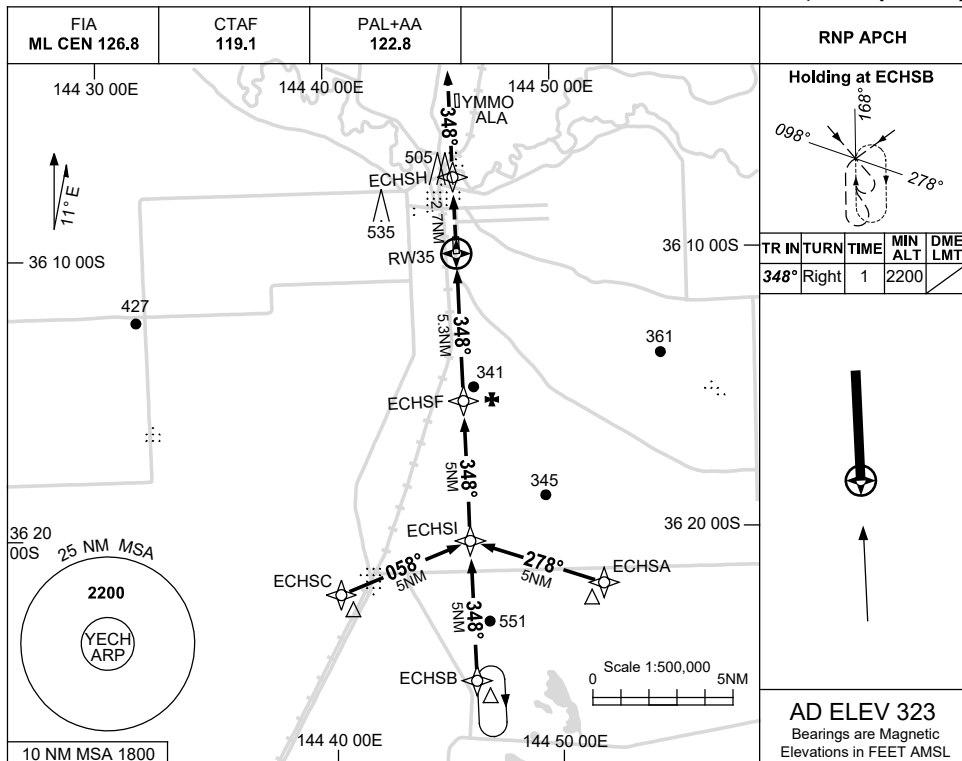 FIA
ML CEN 126.8
CTAF
119.1
PAL+AA
122.8
RNP APCH
144 30 00E
144 40 00E
144 50 00E
YMMO
ALA
348°
505
ECHSH
11° E
535
2.7NM
RW35
36 10 00S
36 10 00S
427
348°
5.3NM
361
341
ECHSF
348°
5NM
345
36 20
00S
ECHSI
36 20 00S
25 NM MSA
2200
YECH
ARP
ECHSC
058°
5NM
278°
5NM
ECHSA
348°
5NM
551
ECHSB
Scale 1:500,000
0
5NM
144 40 00E
144 50 00E
10 NM MSA 1800
Holding at ECHSB
168°
098°
278°
TR IN TURN TIME MIN ALT DME LMT
348° Right 1 2200
AD ELEV 323
Bearings are Magnetic
Elevations in FEET AMSL